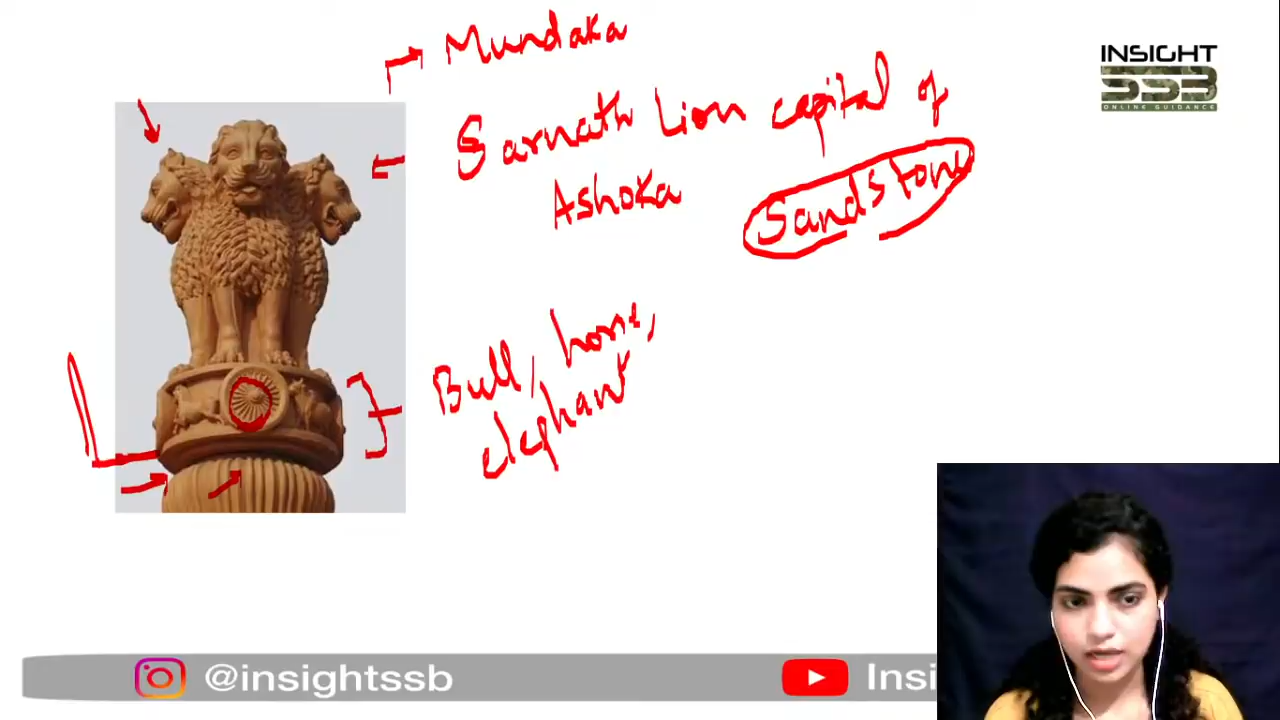 Mundaka
Sarnath Lion capital of
Ashoka
Sandstone
Bull, horse,
elephant
INSIGHT
SSB
ONLINE GUIDANCE
@insightssb
Insi